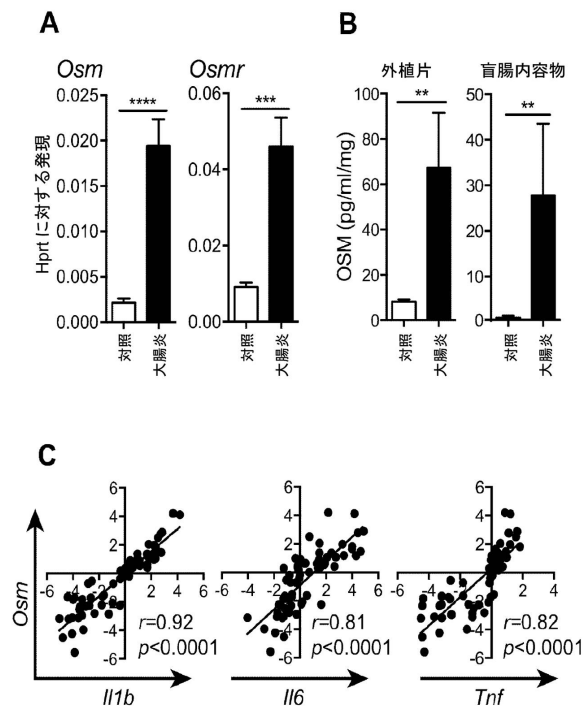 A
Osm
Osmr
****
***
Hprtに対する発現
0.025
0.020
0.015
0.010
0.005
0.000
0.06
0.04
0.02
0.00
対照
大腸炎
対照
大腸炎
B
外植片
盲腸内容物
**
**
OSM (pg/ml/mg)
100
80
60
40
20
0
50
40
30
20
10
0
対照
大腸炎
対照
大腸炎
C
Osm
6
4
2
-2
-4
-6
-6
-4
-2
2
4
6
r=0.92
p<0.0001
Il1b
6
4
2
-2
-4
-6
-6
-4
-2
2
4
6
r=0.81
p<0.0001
Il6
6
4
2
-2
-4
-6
-6
-4
-2
2
4
6
r=0.82
p<0.0001
Tnf